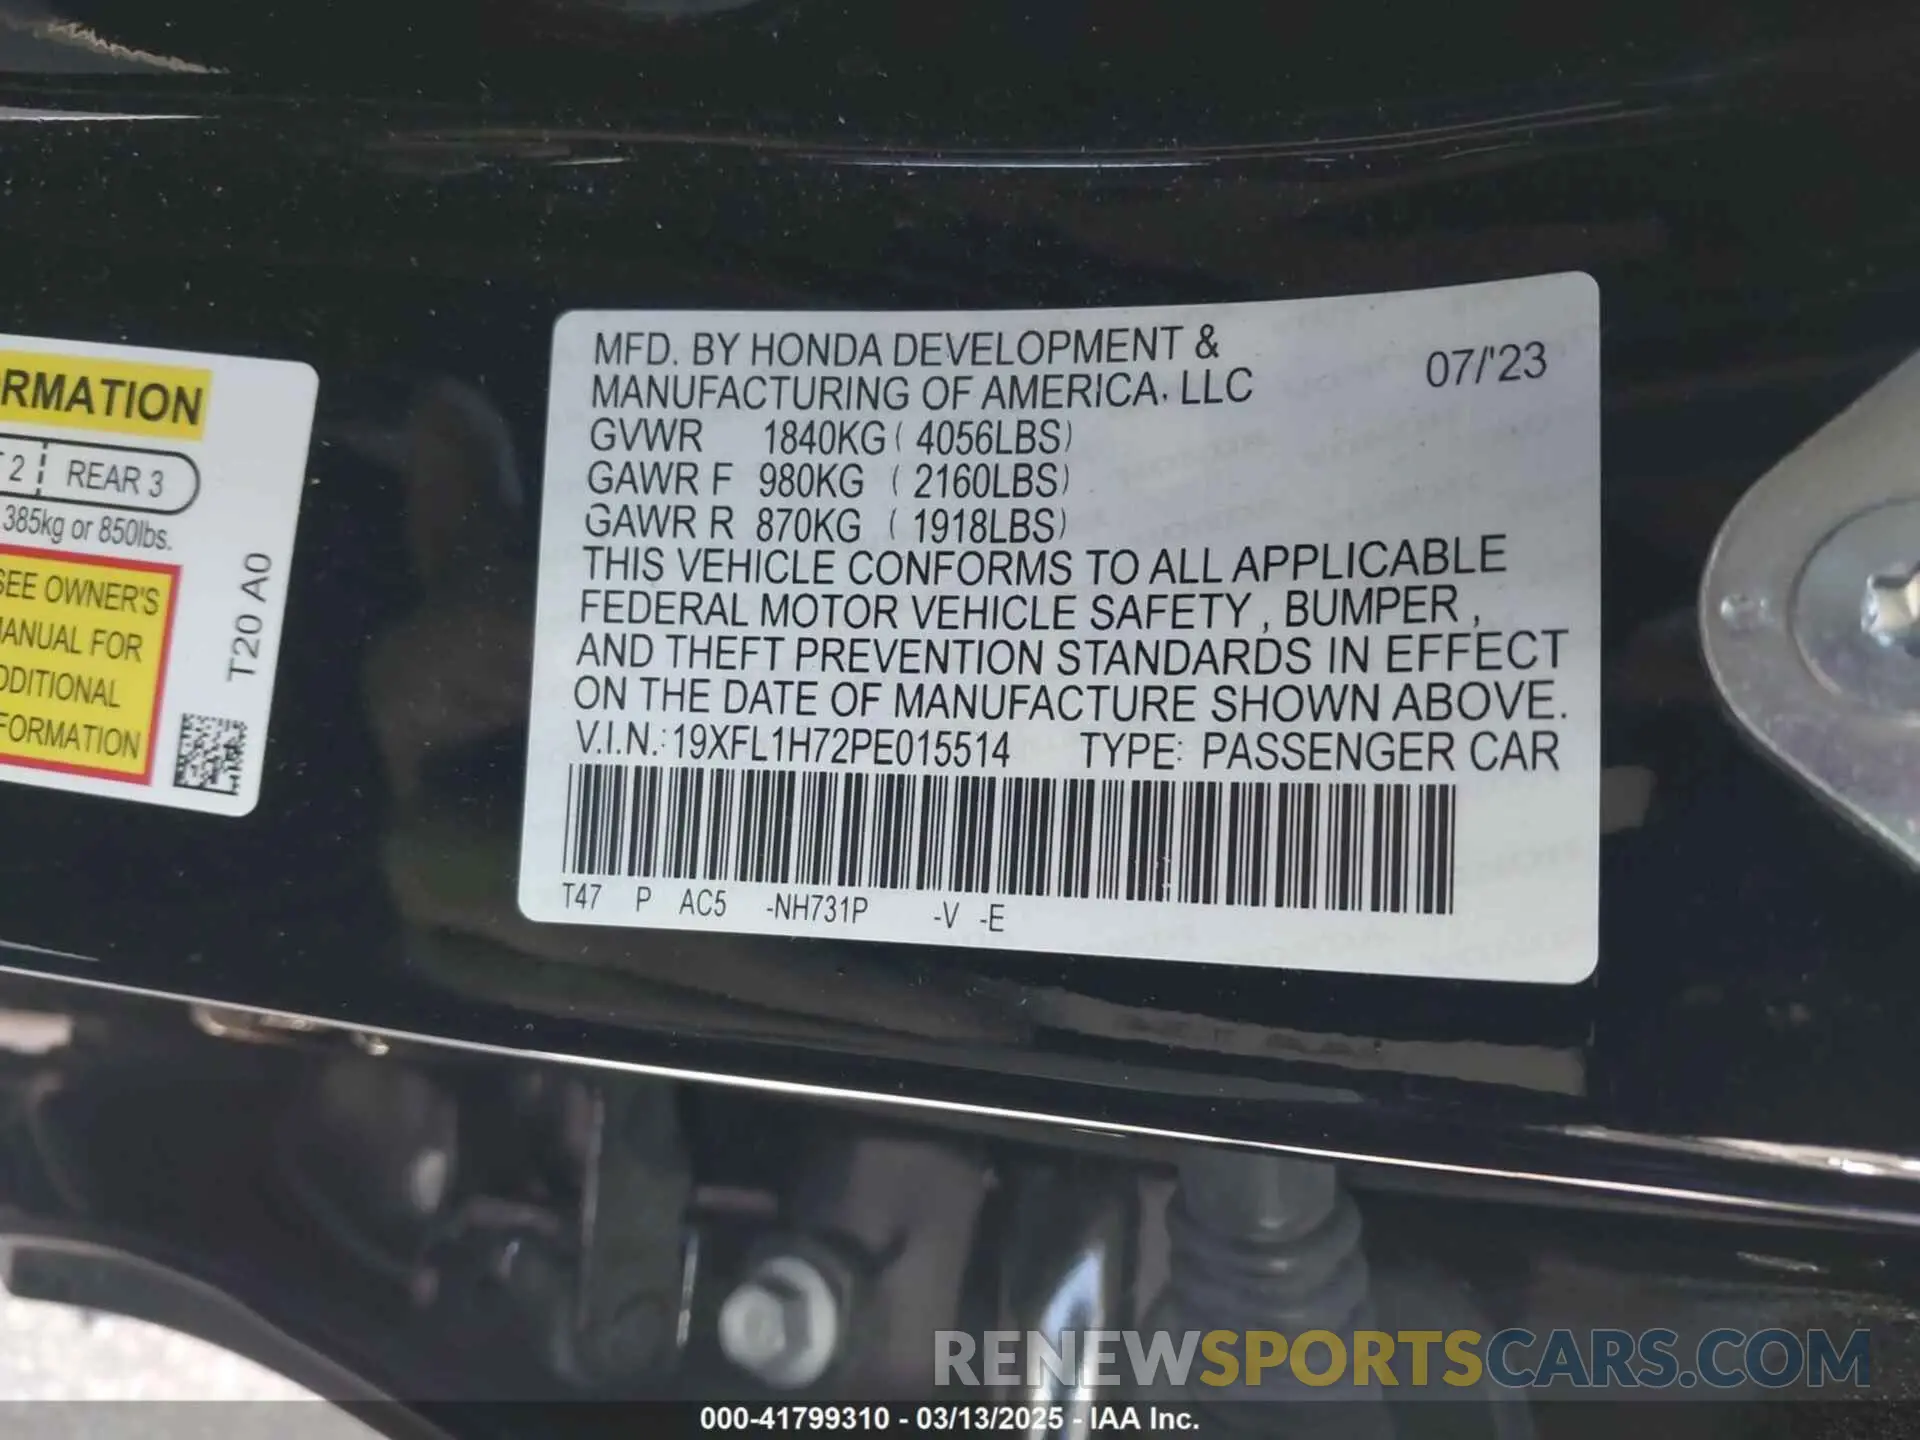 RMATION
2 REAR 3
385kg or 850lbs.
SEE OWNER'S
MANUAL FOR
ADDITIONAL
FORMATION
T20 A0
MFD. BY HONDA DEVELOPMENT &
MANUFACTURING OF AMERICA, LLC
07/'23
GVWR 1840KG ( 4056LBS)
GAWR F 980KG ( 2160LBS)
GAWR R 870KG ( 1918LBS)
THIS VEHICLE CONFORMS TO ALL APPLICABLE
FEDERAL MOTOR VEHICLE SAFETY , BUMPER ,
AND THEFT PREVENTION STANDARDS IN EFFECT
ON THE DATE OF MANUFACTURE SHOWN ABOVE.
V.I.N.: 19XFL1H72PE015514 TYPE: PASSENGER CAR
T47 P AC5 -NH731P -V -E
RENEWSPORTSCARS.COM
000-41799310 - 03/13/2025 - IAA Inc.